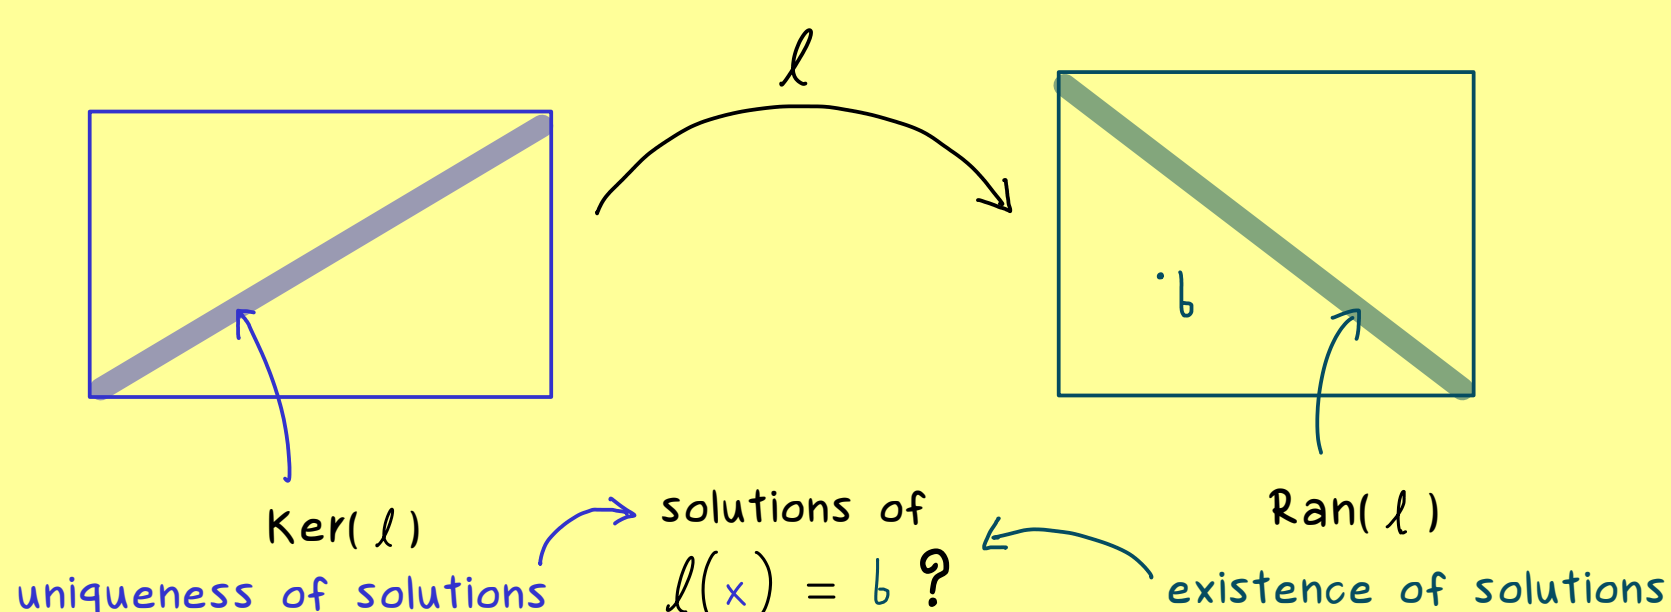 ℓ
b
Ker(ℓ)
solutions of
Ran(ℓ)
uniqueness of solutions
ℓ(x) = b ?
existence of solutions